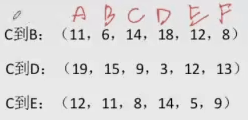 A B C D E F
C到B：（11，6，14，18，12，8）
C到D：（19，15，9，3，12，13）
C到E：（12，11，8，14，5，9）